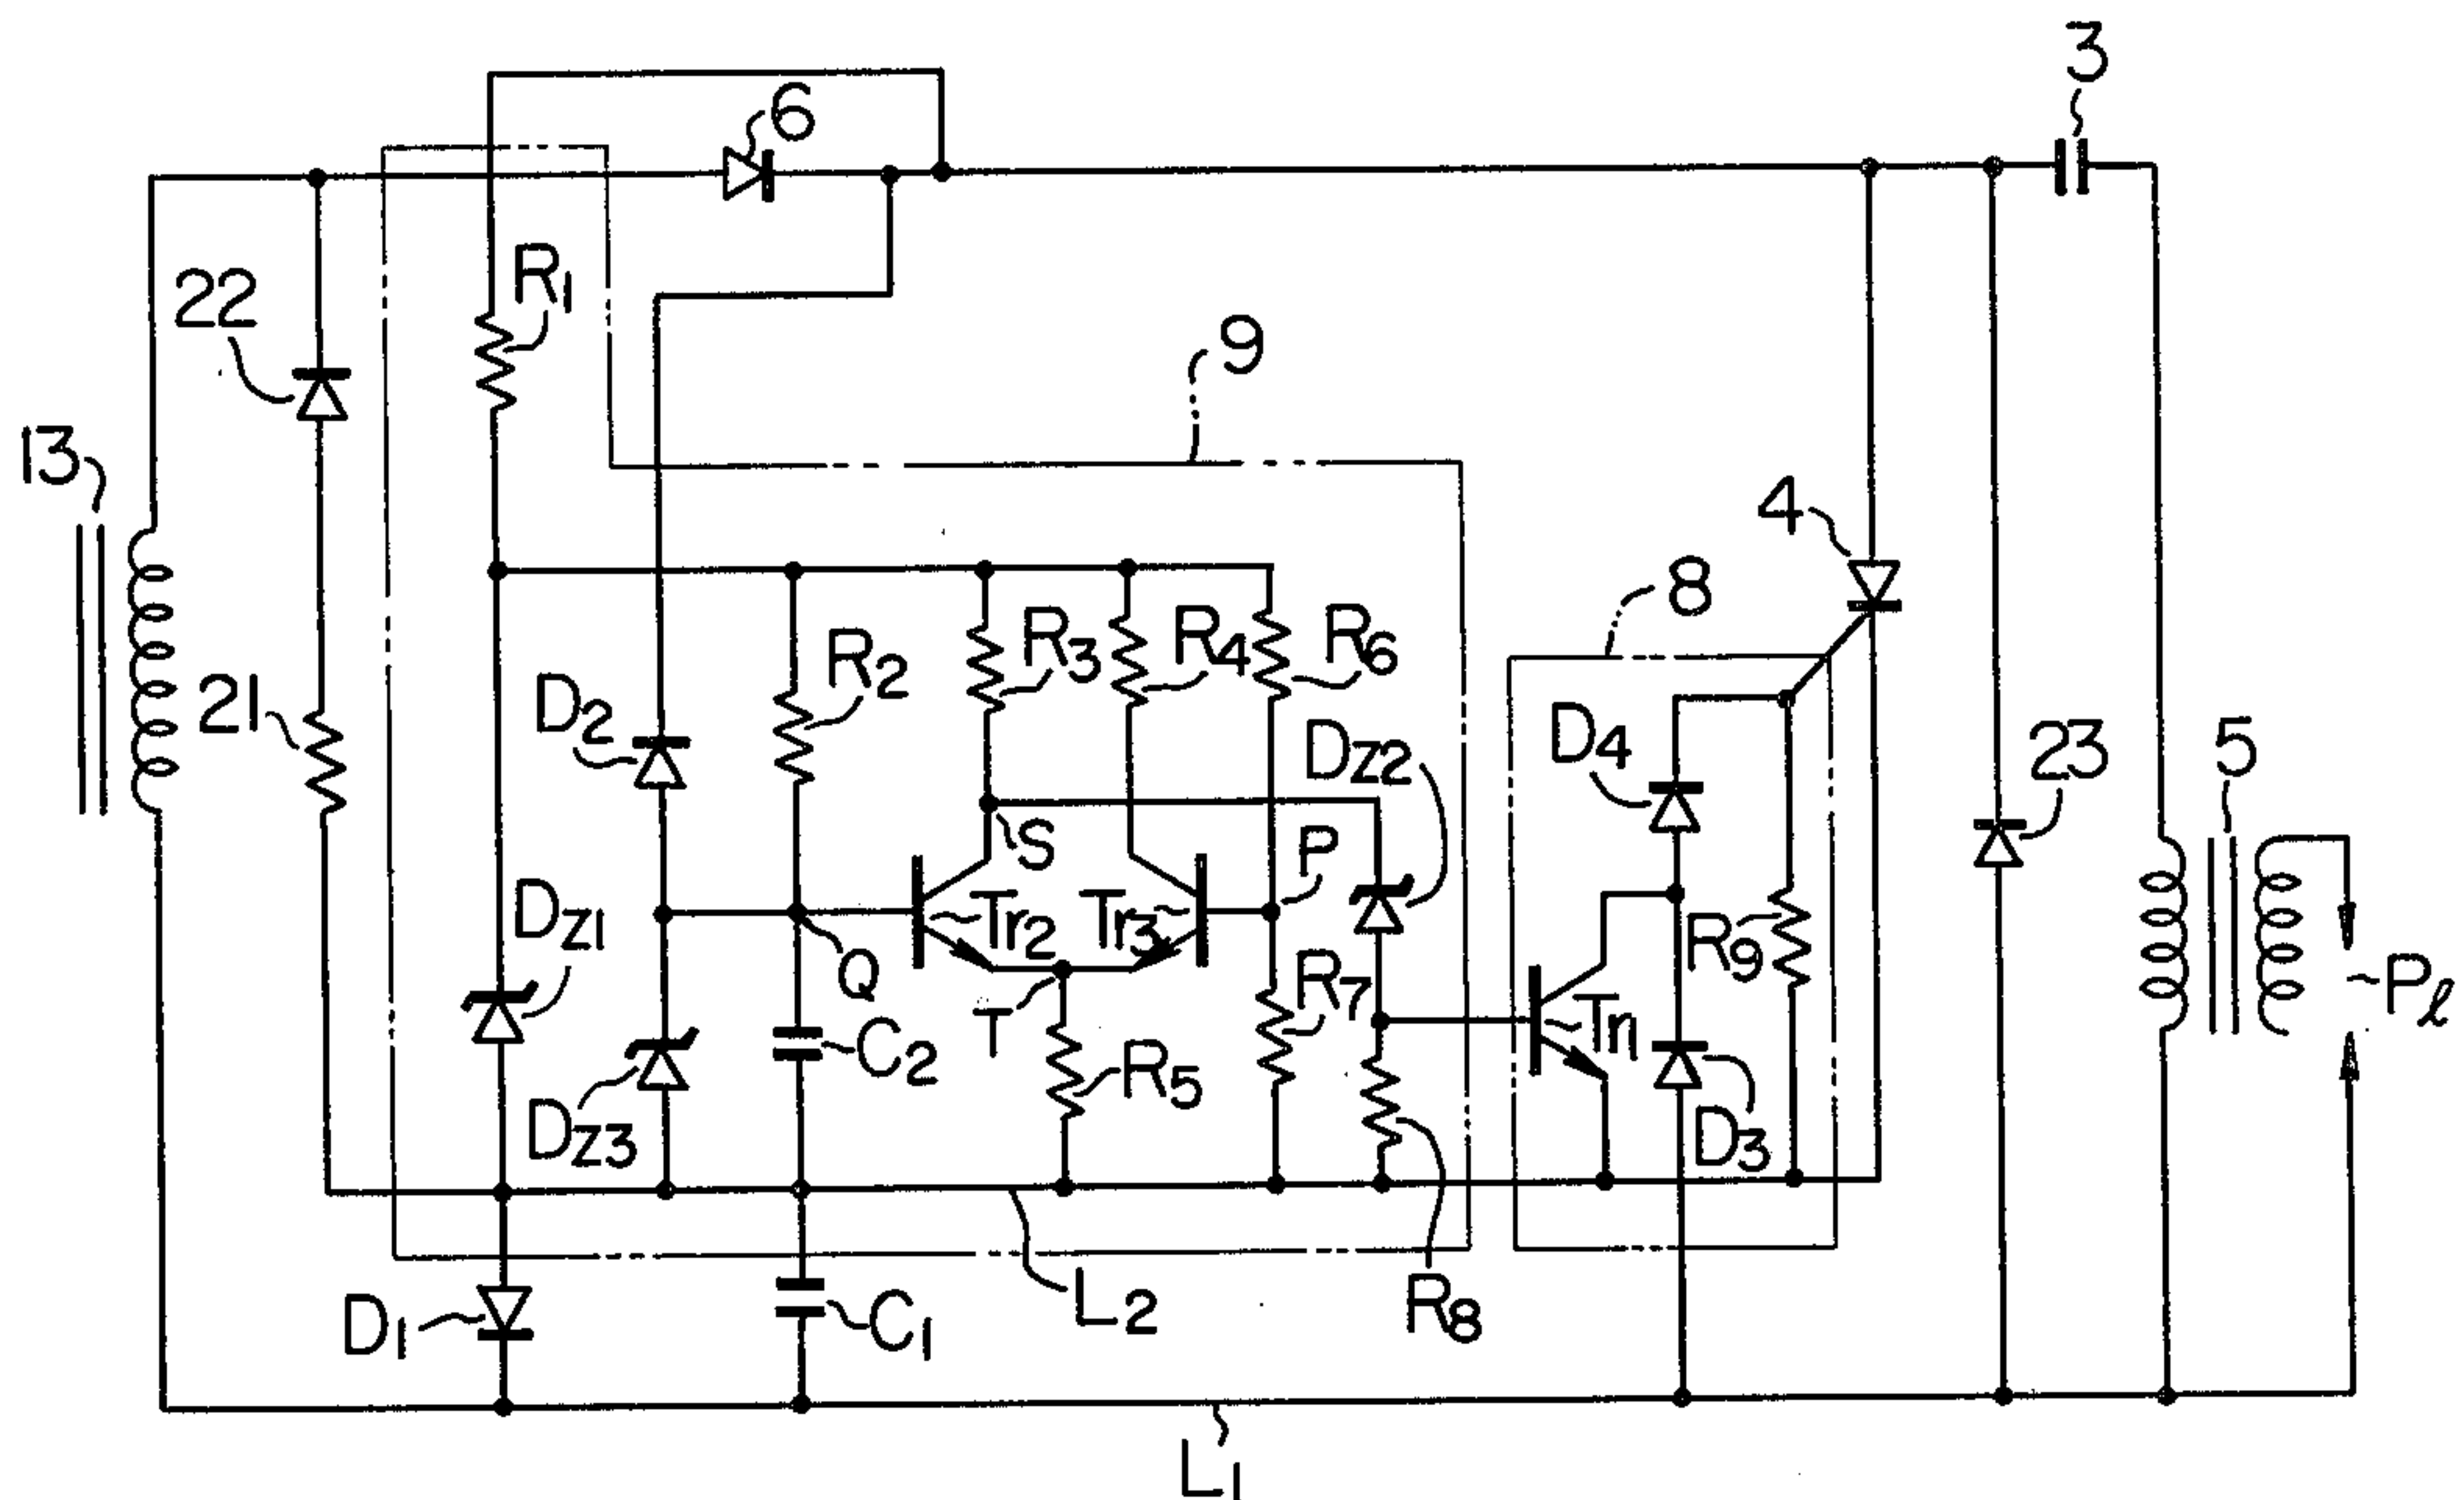 3
6
R1
22
9
13
4
8
R2
R3
R4
R6
21
D2
DZ2
D4
23
5
S
P
DZ1
Tr2
Tr3
R9
Q
R7
Pℓ
T
C2
R5
Tr1
DZ3
D3
D1
C1
L2
R8
L1